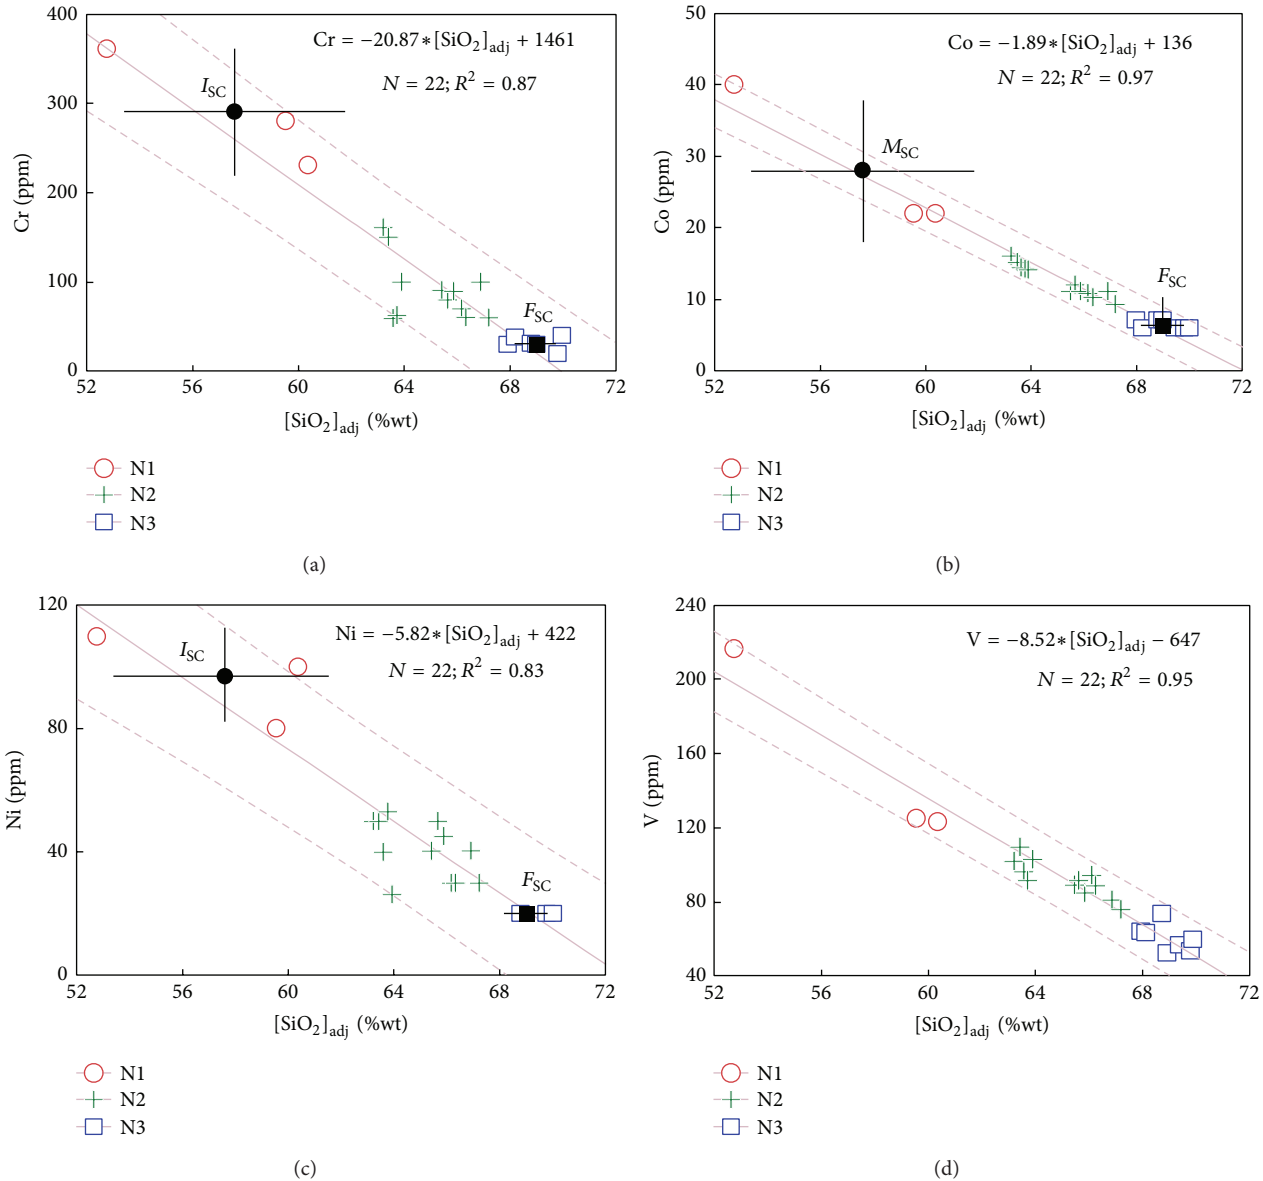 400
300
200
100
0
Cr (ppm)
Cr = −20.87∗[SiO2]adj + 1461
N = 22; R2 = 0.87
ISC
FSC
52 56 60 64 68 72
[SiO2]adj (%wt)
N1
N2
N3
(a)
50
40
30
20
10
0
Co (ppm)
Co = −1.89∗[SiO2]adj + 136
N = 22; R2 = 0.97
MSC
FSC
52 56 60 64 68 72
[SiO2]adj (%wt)
N1
N2
N3
(b)
120
80
40
0
Ni (ppm)
Ni = −5.82∗[SiO2]adj + 422
N = 22; R2 = 0.83
ISC
FSC
52 56 60 64 68 72
[SiO2]adj (%wt)
N1
N2
N3
(c)
240
200
160
120
80
40
V (ppm)
V = −8.52∗[SiO2]adj − 647
N = 22; R2 = 0.95
52 56 60 64 68 72
[SiO2]adj (%wt)
N1
N2
N3
(d)